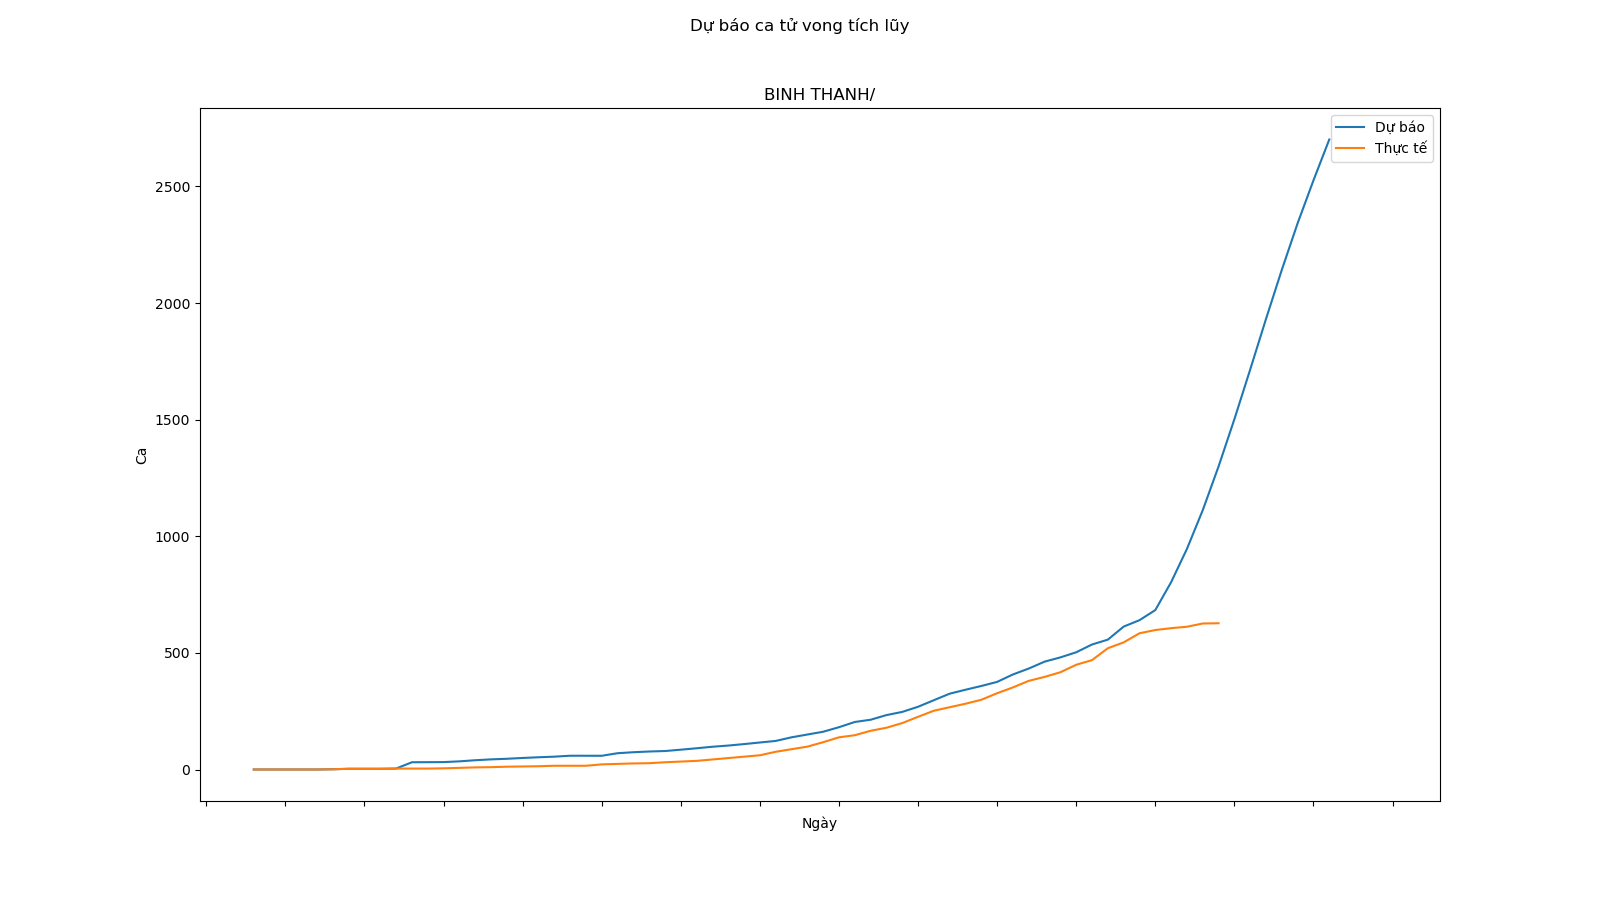 Dự báo ca tử vong tích lũy
BINH THANH/
Dự báo
Thực tế
2500
2000
1500
1000
500
0
Ca
Ngày